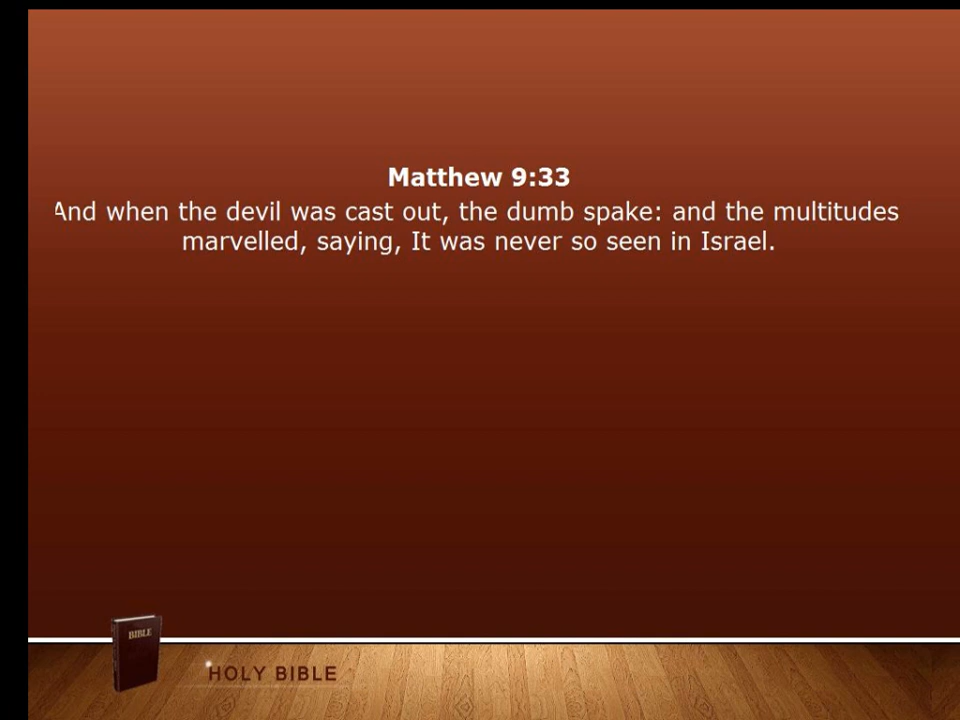 Matthew 9:33
And when the devil was cast out, the dumb spake: and the multitudes
marvelled, saying, It was never so seen in Israel.
BIBLE
HOLY BIBLE